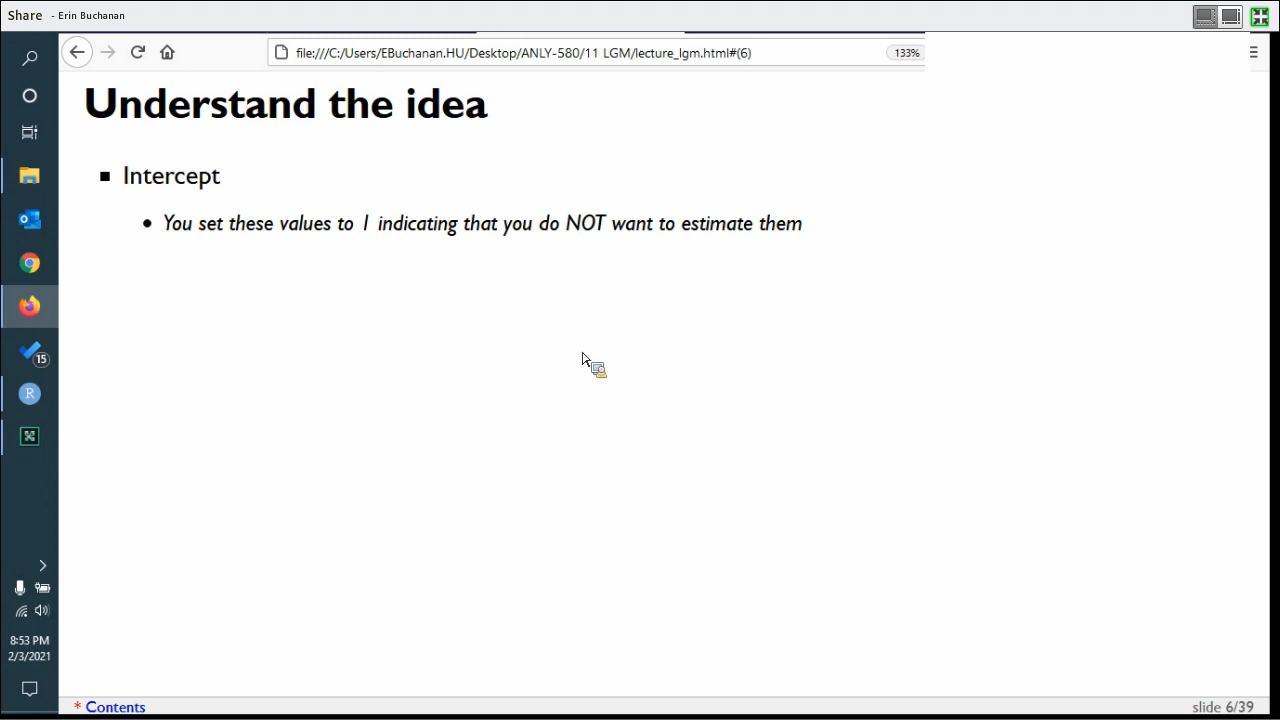 Share - Erin Buchanan
file:///C:/Users/EBuchanan.HU/Desktop/ANLY-580/11 LGM/lecture_lgm.html#(6)
133%
Understand the idea
Intercept
You set these values to 1 indicating that you do NOT want to estimate them
15
R
8:53 PM
2/3/2021
* Contents
slide 6/39